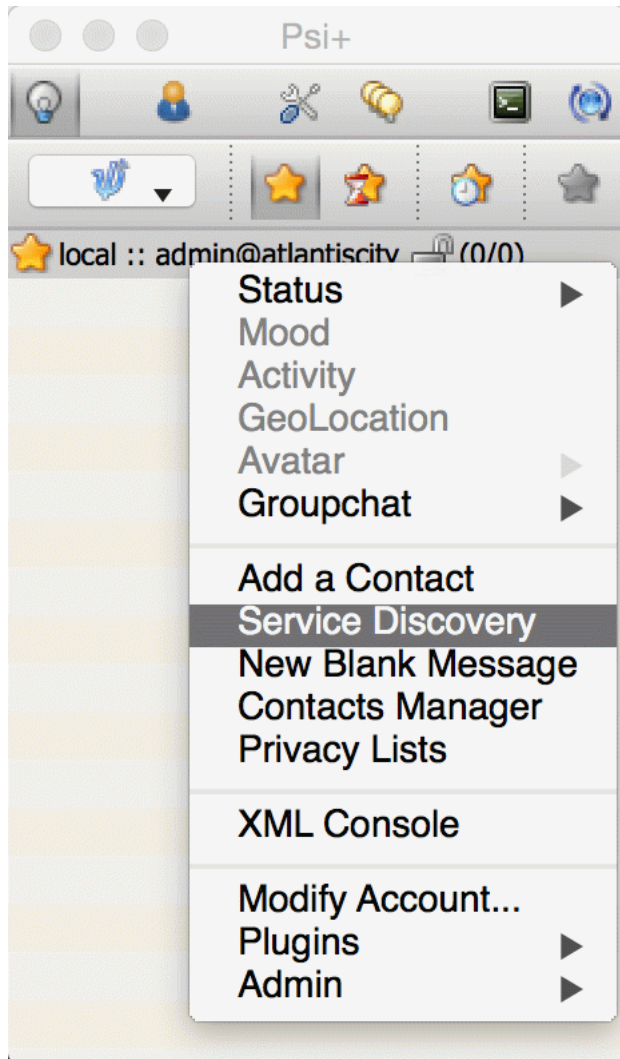 Psi+
local :: admin@atlantiscity (0/0)
Status
Mood
Activity
GeoLocation
Avatar
Groupchat
Add a Contact
Service Discovery
New Blank Message
Contacts Manager
Privacy Lists
XML Console
Modify Account...
Plugins
Admin